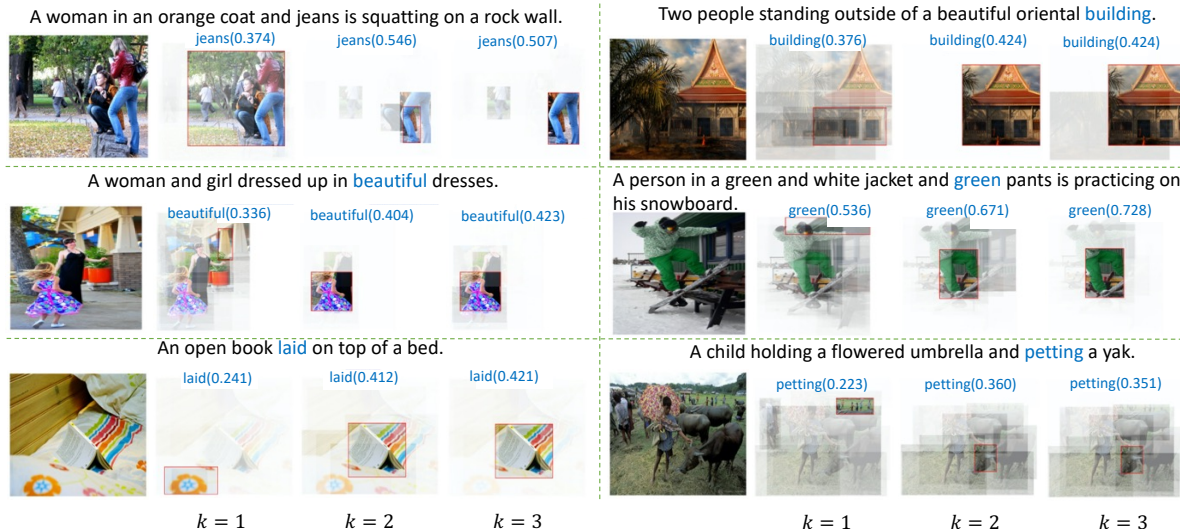 A woman in an orange coat and jeans is squatting on a rock wall.
jeans(0.374) jeans(0.546) jeans(0.507)
Two people standing outside of a beautiful oriental building.
building(0.376) building(0.424) building(0.424)
A woman and girl dressed up in beautiful dresses.
beautiful(0.336) beautiful(0.404) beautiful(0.423)
A person in a green and white jacket and green pants is practicing on
his snowboard.
green(0.536) green(0.671) green(0.728)
An open book laid on top of a bed.
laid(0.241) laid(0.412) laid(0.421)
A child holding a flowered umbrella and petting a yak.
petting(0.223) petting(0.360) petting(0.351)
k = 1 k = 2 k = 3 k = 1 k = 2 k = 3